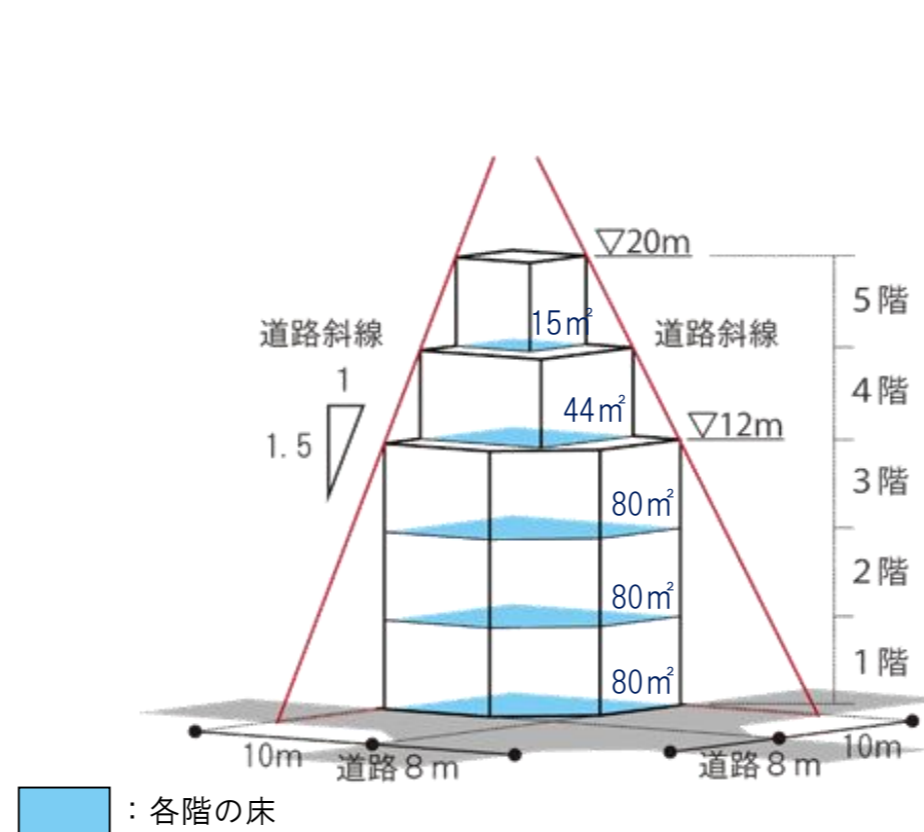 ▽20m
5階
15㎡
道路斜線
道路斜線
1
1.5
4階
44㎡
▽12m
3階
80㎡
2階
80㎡
1階
80㎡
10m
道路8m
道路8m
10m
：各階の床